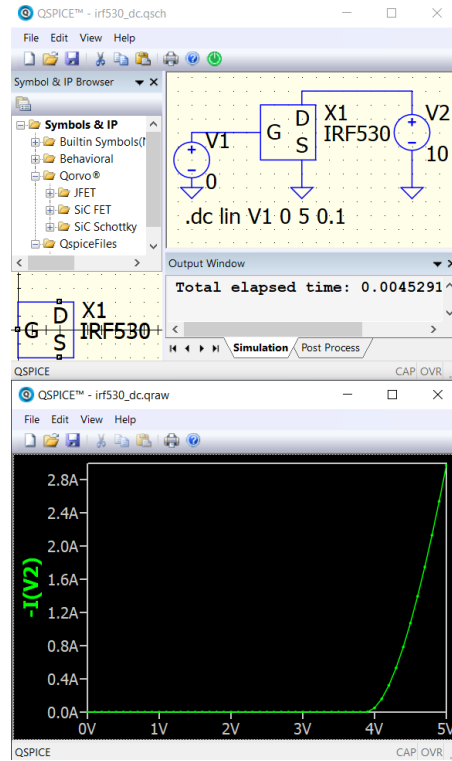 QSPICE™ - irf530_dc.qsch
File Edit View Help
Symbol & IP Browser
Symbols & IP
Builtin Symbols(
Behavioral
Qorvo®
JFET
SiC FET
SiC Schottky
QspiceFiles
V1
0
G
D
S
X1
IRF530
V2
10
.dc lin V1 0 5 0.1
Output Window
Total elapsed time: 0.0045291
Simulation
Post Process
G
D
S
X1
IRF530
QSPICE
CAP OVR
QSPICE™ - irf530_dc.qraw
File Edit View Help
-I(V2)
2.8A
2.4A
2.0A
1.6A
1.2A
0.8A
0.4A
0.0A
0V 1V 2V 3V 4V 5V
QSPICE
CAP OVR